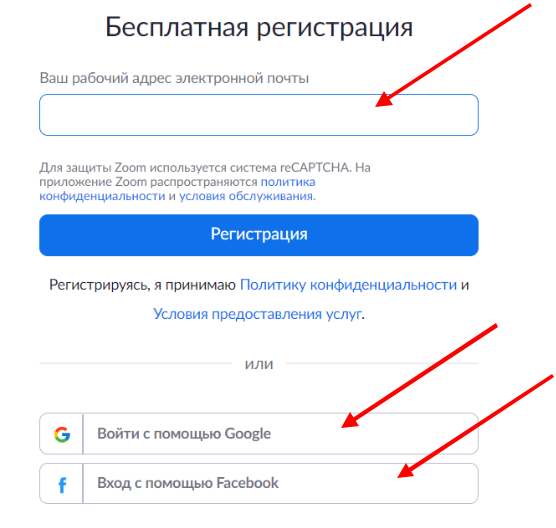 Бесплатная регистрация
Ваш рабочий адрес электронной почты
Для защиты Zoom используется система reCAPTCHA. На
приложение Zoom распространяются политика
конфиденциальности и условия обслуживания.
Регистрация
Регистрируясь, я принимаю Политику конфиденциальности и
Условия предоставления услуг.
или
Войти с помощью Google
Вход с помощью Facebook